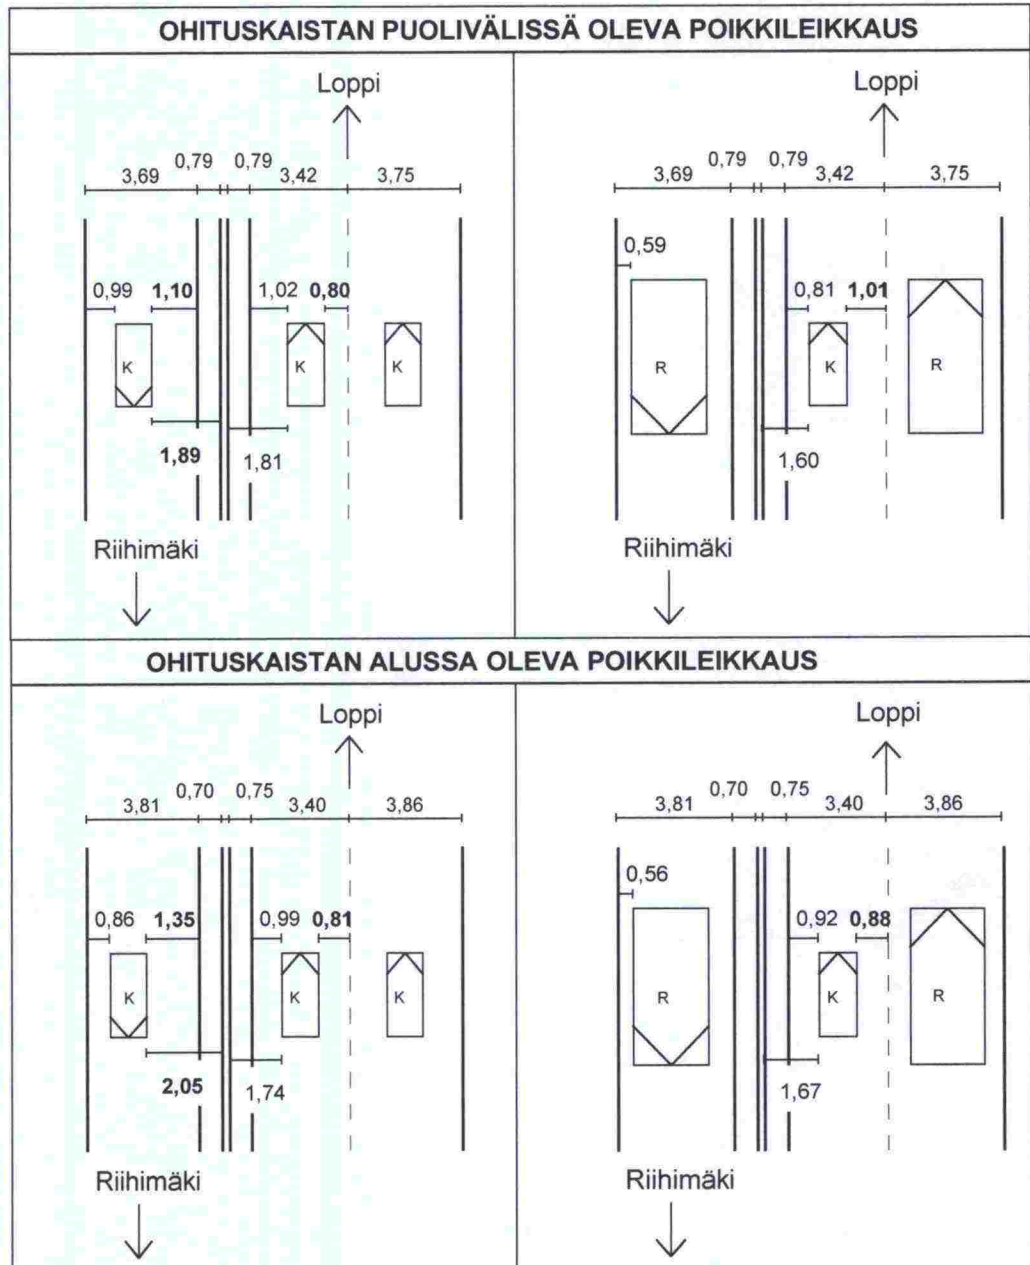 OHITUSKAISTAN PUOLIVÄLISSÄ OLEVA POIKKILEIKKAUS
Loppi
3,69 0,79 0,79 3,42 3,75
0,99 1,10 1,02 0,80
K K K
1,89 1,81
Riihimäki
Loppi
3,69 0,79 0,79 3,42 3,75
0,59
0,81 1,01
R K R
1,60
Riihimäki
OHITUSKAISTAN ALUSSA OLEVA POIKKILEIKKAUS
Loppi
3,81 0,70 0,75 3,40 3,86
0,86 1,35 0,99 0,81
K K K
2,05 1,74
Riihimäki
Loppi
3,81 0,70 0,75 3,40 3,86
0,56
0,92 0,88
R K R
1,67
Riihimäki